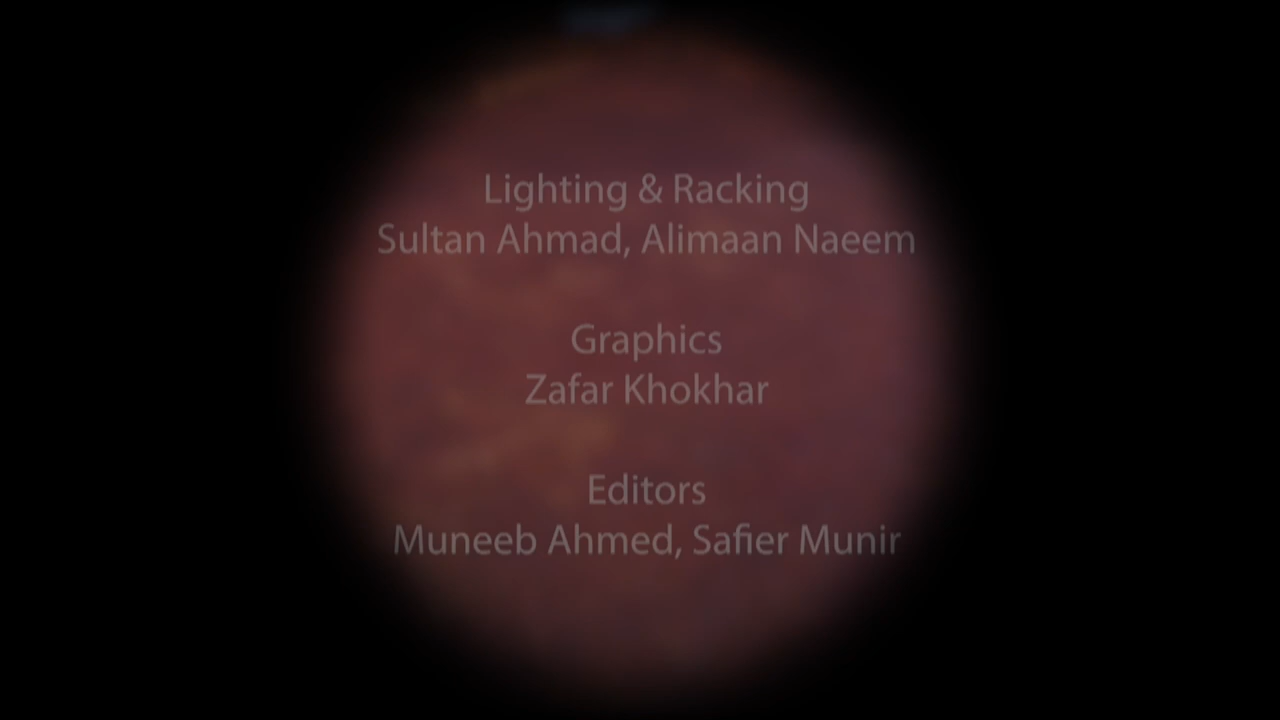 Lighting & Racking
Sultan Ahmad, Alimaan Naeem
Graphics
Zafar Khokhar
Editors
Muneeb Ahmed, Safier Munir